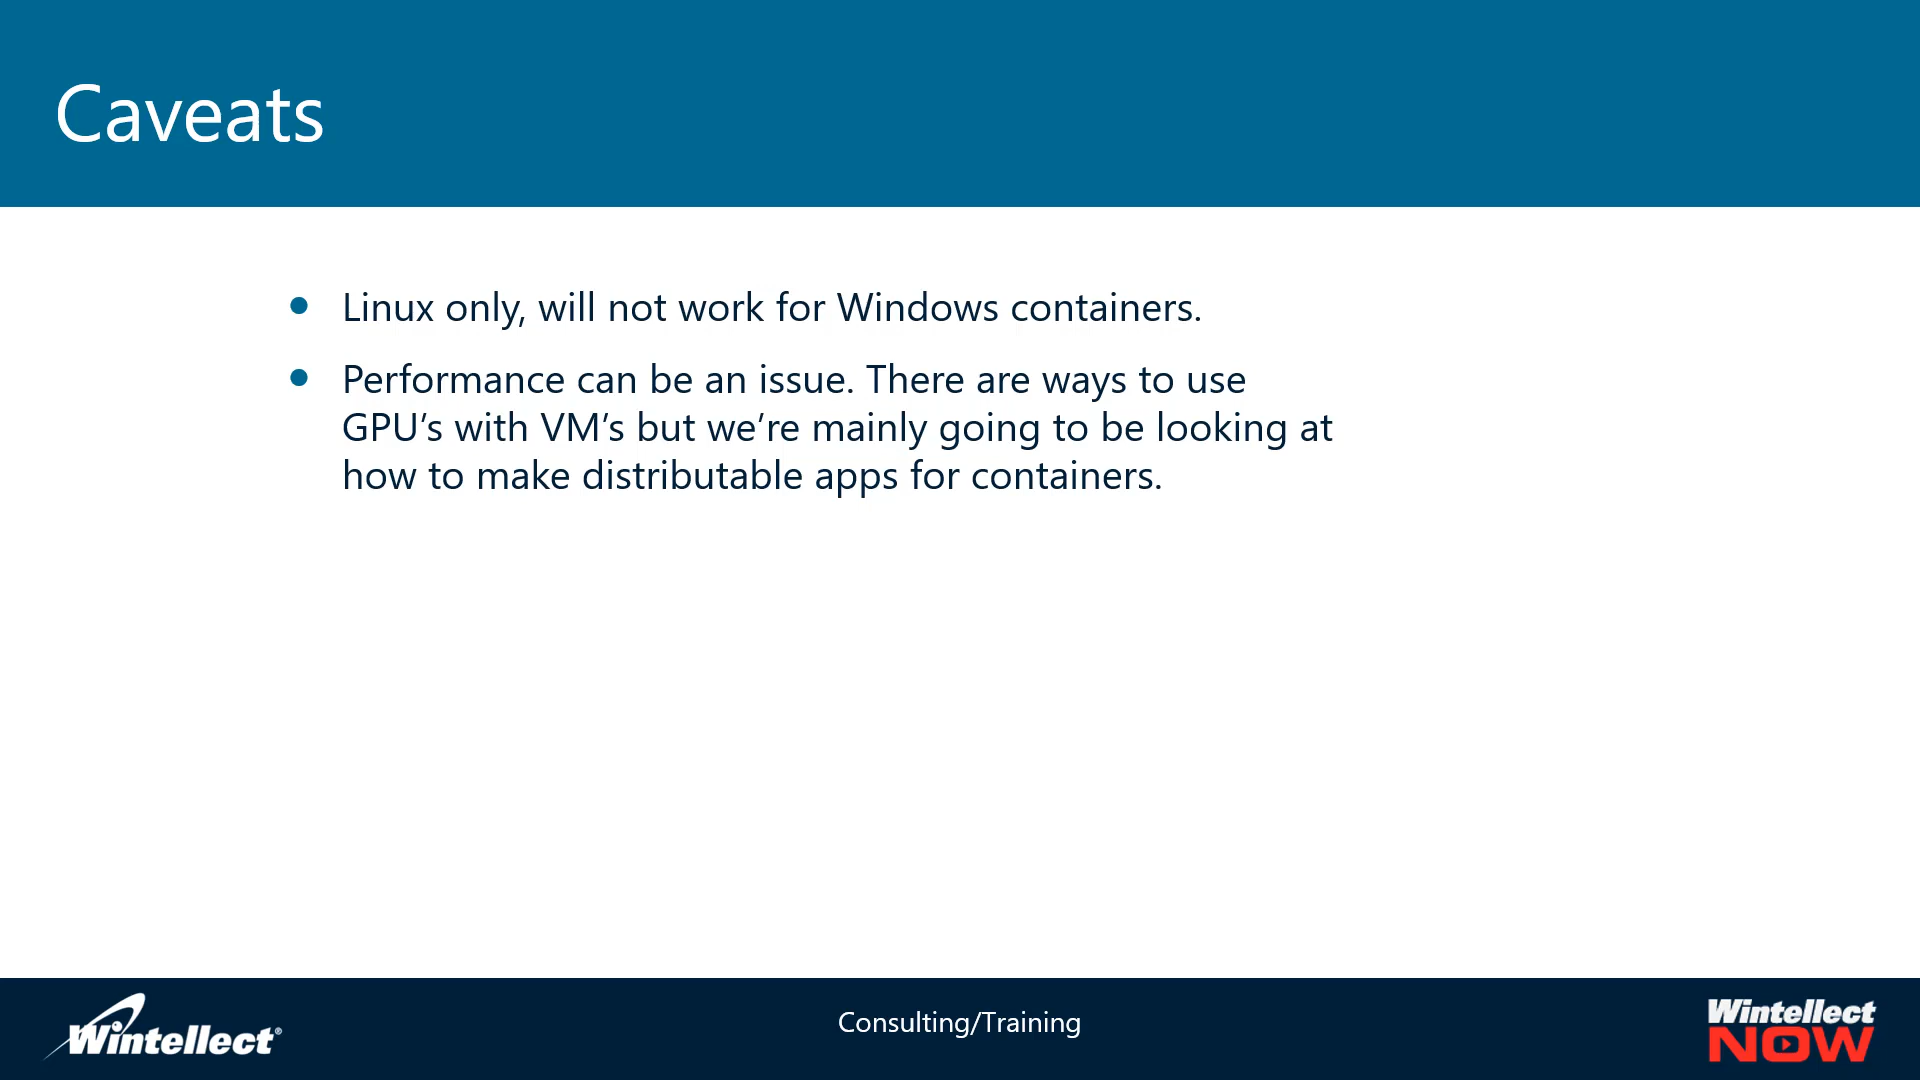 Caveats
Linux only, will not work for Windows containers.
Performance can be an issue. There are ways to use
GPU’s with VM’s but we’re mainly going to be looking at
how to make distributable apps for containers.
Wintellect®
Consulting/Training
Wintellect
NOW